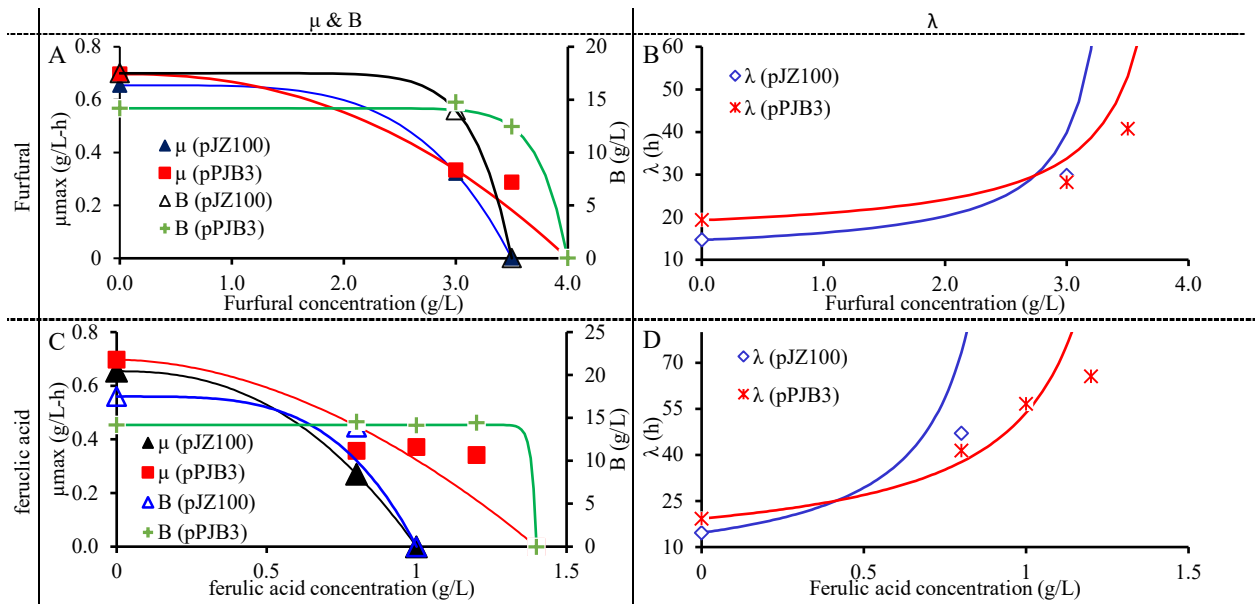 μ & B
λ
Furfural
A
μmax (g/L-h)
0.8
0.6
0.4
0.2
0
20
15
10
5
0
B (g/L)
μ (pJZ100)
μ (pPJB3)
B (pJZ100)
B (pPJB3)
0.0 1.0 2.0 3.0 4.0
Furfural concentration (g/L)
B
λ (h)
60
50
40
30
20
10
λ (pJZ100)
λ (pPJB3)
0.0 1.0 2.0 3.0 4.0
Furfural concentration (g/L)
feruclic acid
C
μmax (g/L-h)
0.8
0.6
0.4
0.2
0.0
25
20
15
10
5
0
B (g/L)
μ (pJZ100)
μ (pPJB3)
B (pJZ100)
B (pPJB3)
0 0.5 1 1.5
ferulic acid concentration (g/L)
D
λ (h)
70
55
40
25
10
λ (pJZ100)
λ (pPJB3)
0.0 0.5 1.0 1.5
Ferulic acid concentration (g/L)